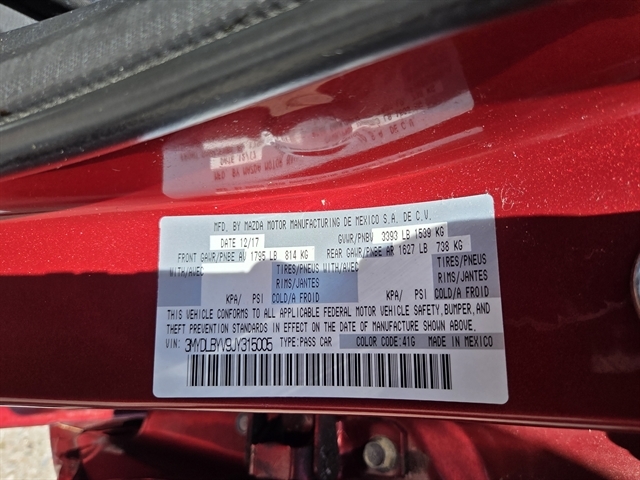 MFD. BY MAZDA MOTOR MANUFACTURING DE MEXICO S.A. DE C.V.
DATE 12/17 GVWR/PNBV 3393 LB 1539 KG
FRONT GAWR/PNBE AV 1795 LB 814 KG REAR GAWR/PNBE AR 1627 LB 738 KG
WITH/AVEC TIRES/PNEUS WITH/AVEC TIRES/PNEUS
RIMS/JANTES RIMS/JANTES
KPA/ PSI COLD/A FROID KPA/ PSI COLD/A FROID
THIS VEHICLE CONFORMS TO ALL APPLICABLE FEDERAL MOTOR VEHICLE SAFETY, BUMPER, AND
THEFT PREVENTION STANDARDS IN EFFECT ON THE DATE OF MANUFACTURE SHOWN ABOVE.
VIN: 3MYDLBYV9JY315005 TYPE:PASS CAR COLOR CODE:41G MADE IN MEXICO